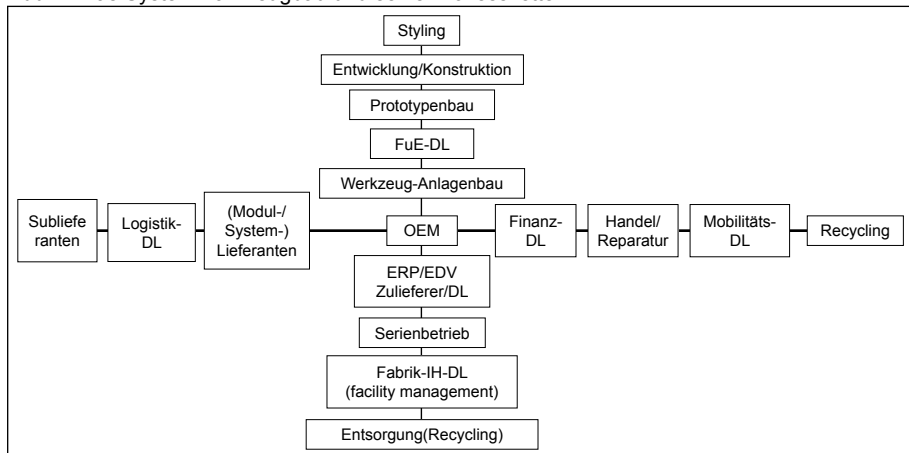 Styling
Entwicklung/Konstruktion
Prototypenbau
FuE-DL
Werkzeug-Anlagenbau
Subliefe
ranten
Logistik-
DL
(Modul-/
System-)
Lieferanten
OEM
Finanz-
DL
Handel/
Reparatur
Mobilitäts-
DL
Recycling
ERP/EDV
Zulieferer/DL
Serienbetrieb
Fabrik-IH-DL
(facility management)
Entsorgung(Recycling)